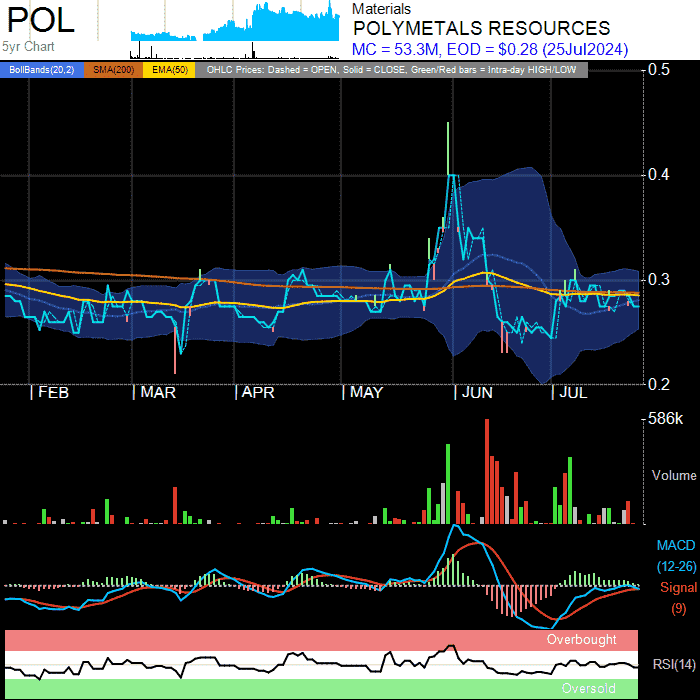 POL
5yr Chart
Materials
POLYMETALS RESOURCES
MC = 53.3M, EOD = $0.28 (25Jul2024)
BollBands(20,2) SMA(200) EMA(50) OHLC Prices: Dashed = OPEN, Solid = CLOSE, Green/Red bars = Intra-day HIGH/LOW
0.5
0.4
0.3
0.2
| FEB | MAR | APR | MAY | JUN | JUL
586k
Volume
MACD
(12-26)
Signal
(9)
Overbought
RSI(14)
Oversold